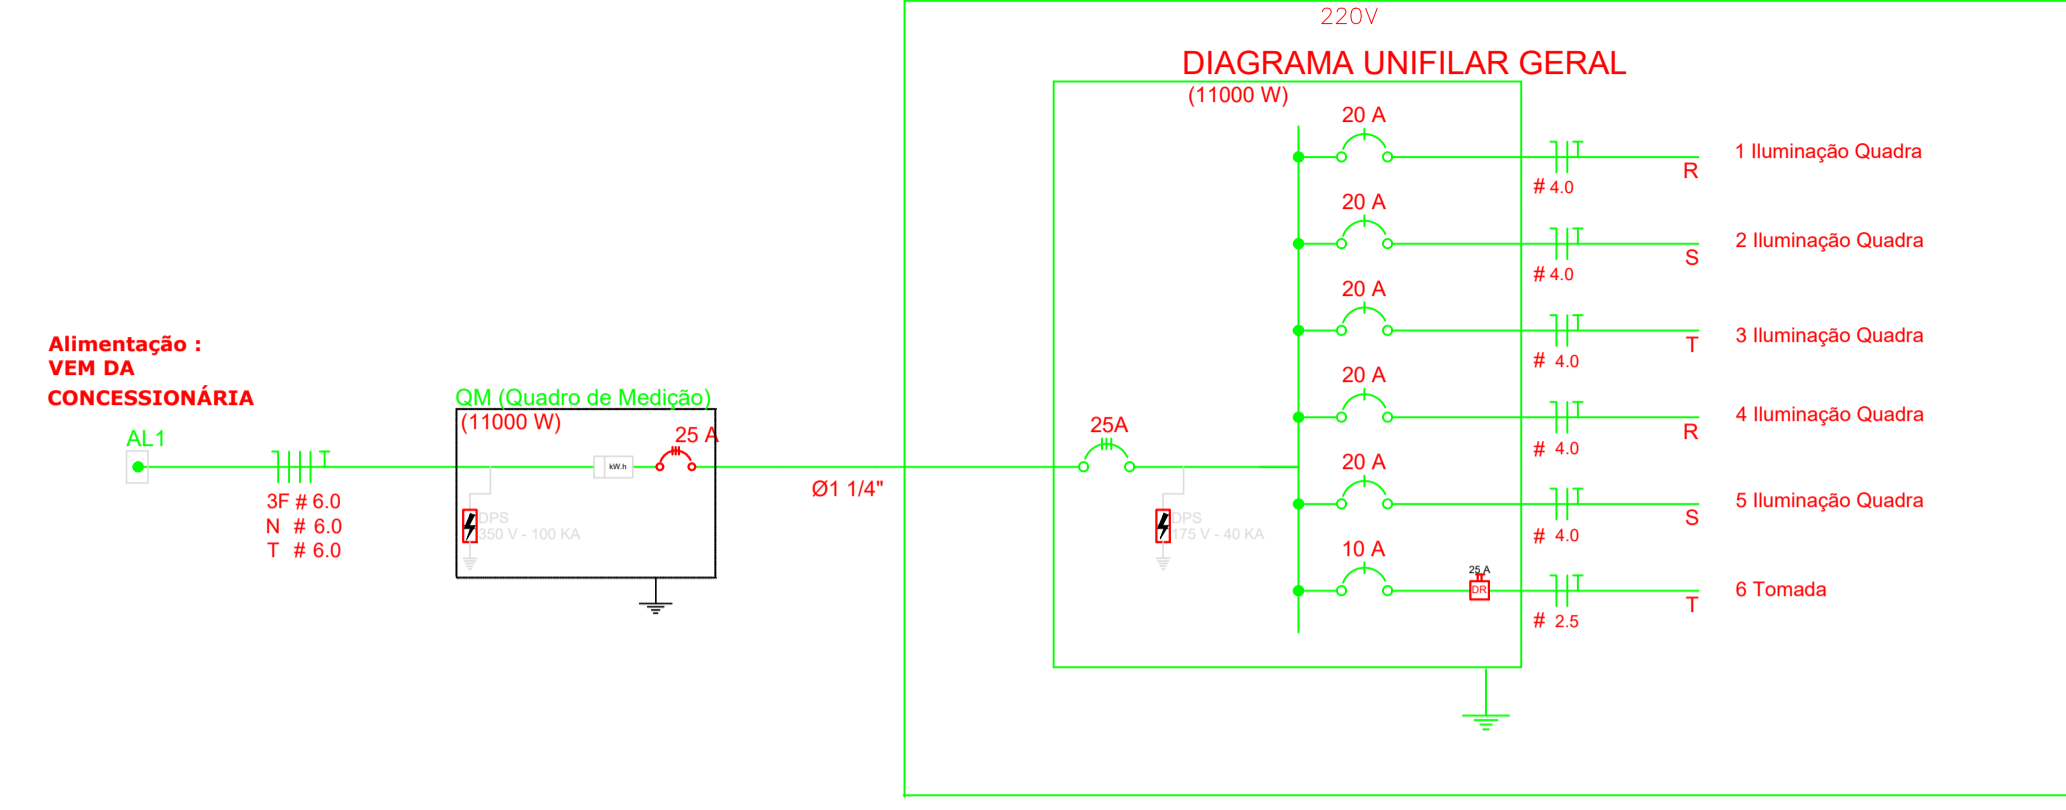 220V
DIAGRAMA UNIFILAR GERAL
(11000 W)
20 A
1 Iluminação Quadra
R
# 4.0
20 A
2 Iluminação Quadra
S
# 4.0
20 A
3 Iluminação Quadra
T
# 4.0
20 A
4 Iluminação Quadra
R
# 4.0
20 A
5 Iluminação Quadra
S
# 4.0
10 A
25 A
DR
6 Tomada
T
# 2.5
Alimentação :
VEM DA
CONCESSIONÁRIA
AL1
3F # 6.0
N # 6.0
T # 6.0
QM (Quadro de Medição)
(11000 W)
25 A
kW.h
DPS
350 V - 100 KA
Ø1 1/4"
25A
DPS
175 V - 40 KA